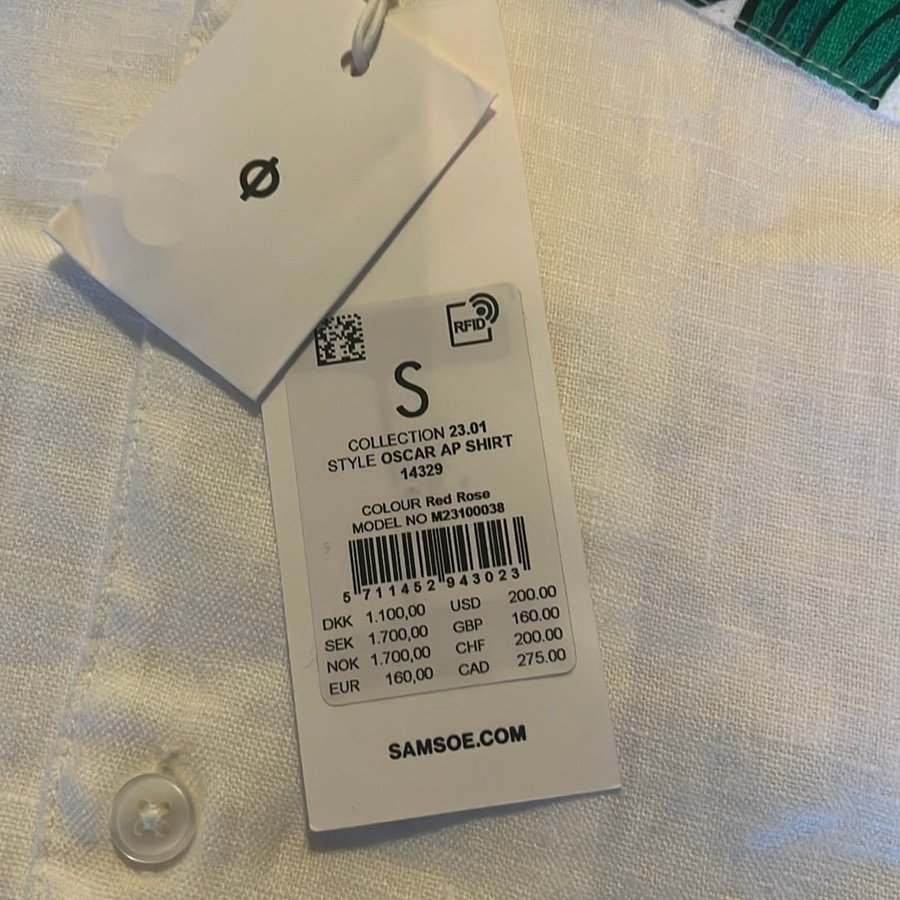 Ø
RFID
S
COLLECTION 23.01
STYLE OSCAR AP SHIRT
14329
COLOUR Red Rose
MODEL NO M23100038
5 711452 943023
DKK 1.100,00 USD 200.00
SEK 1.700,00 GBP 160.00
NOK 1.700,00 CHF 200.00
EUR 160,00 CAD 275.00
SAMSOE.COM